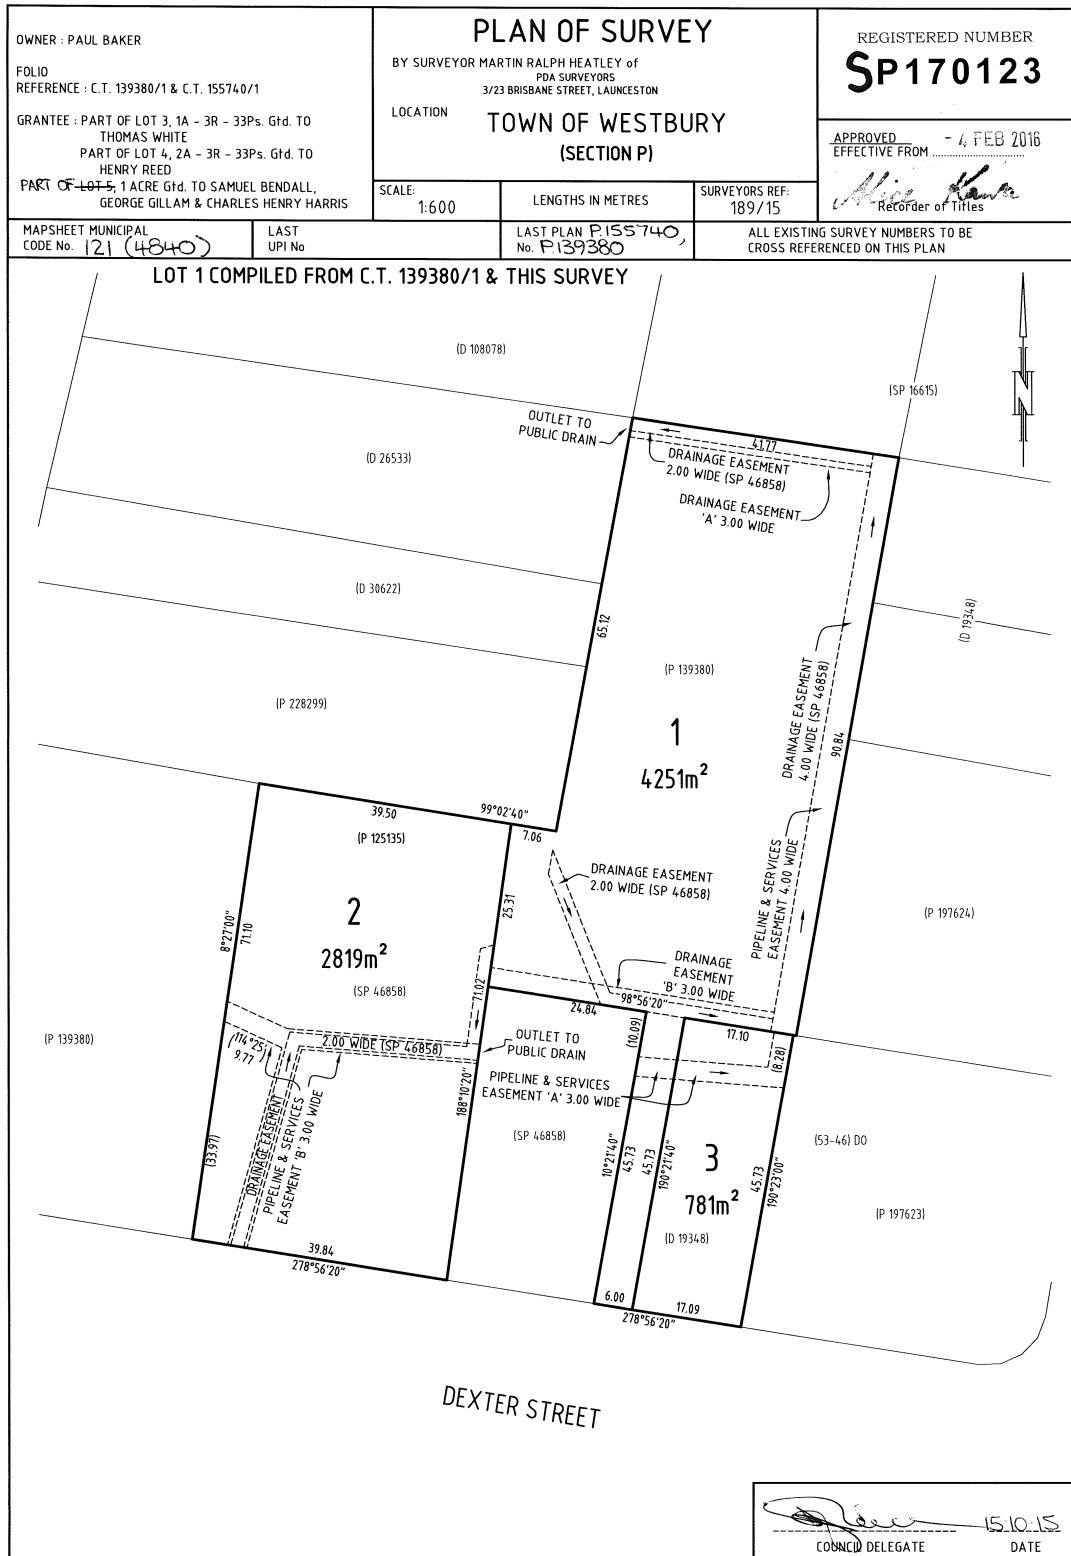 OWNER : PAUL BAKER
FOLIO
REFERENCE : C.T. 139380/1 & C.T. 155740/1
GRANTEE : PART OF LOT 3, 1A - 3R - 33Ps. Gtd. TO
THOMAS WHITE
PART OF LOT 4, 2A - 3R - 33Ps. Gtd. TO
HENRY REED
PART OF LOT 5, 1 ACRE Gtd. TO SAMUEL BENDALL,
GEORGE GILLAM & CHARLES HENRY HARRIS
PLAN OF SURVEY
BY SURVEYOR MARTIN RALPH HEATLEY of
PDA SURVEYORS
3/23 BRISBANE STREET, LAUNCESTON
LOCATION
TOWN OF WESTBURY
(SECTION P)
SCALE:
1:600
LENGTHS IN METRES
SURVEYORS REF:
189/15
REGISTERED NUMBER
SP170123
APPROVED - 4 FEB 2016
EFFECTIVE FROM
Recorder of Titles
MAPSHEET MUNICIPAL
CODE No. 121 (4840)
LAST
UPI No
LAST PLAN P.155740,
No. P.139380
ALL EXISTING SURVEY NUMBERS TO BE
CROSS REFERENCED ON THIS PLAN
LOT 1 COMPILED FROM C.T. 139380/1 & THIS SURVEY
N
(D 108078)
(SP 16615)
OUTLET TO
PUBLIC DRAIN
41.77
DRAINAGE EASEMENT
2.00 WIDE (SP 46858)
(D 26533)
DRAINAGE EASEMENT
'A' 3.00 WIDE
(D 30622)
65.12
(D 19348)
(P 139380)
DRAINAGE EASEMENT
4.00 WIDE (SP 46858)
(P 228299)
1
4251m²
90.84
39.50
99°02'40"
7.06
(P 125135)
DRAINAGE EASEMENT
2.00 WIDE (SP 46858)
PIPELINE & SERVICES
EASEMENT 4.00 WIDE
25.31
(P 197624)
8°27'00"
71.10
2
2819m²
(SP 46858)
DRAINAGE
EASEMENT
'B' 3.00 WIDE
71.02
24.84
98°56'20"
17.10
(10.09)
(8.28)
(P 139380)
(114°25')
9.77
2.00 WIDE (SP 46858)
OUTLET TO
PUBLIC DRAIN
PIPELINE & SERVICES
EASEMENT 'A' 3.00 WIDE
188°10'20"
(SP 46858)
(53-46) DO
(33.97)
DRAINAGE EASEMENT
PIPELINE & SERVICES
EASEMENT 'B' 3.00 WIDE
10°21'40"
45.73
45.73
190°21'40"
3
781m²
(D 19348)
45.73
190°23'00"
(P 197623)
39.84
278°56'20"
6.00
17.09
278°56'20"
DEXTER STREET
15.10.15
COUNCIL DELEGATE
DATE